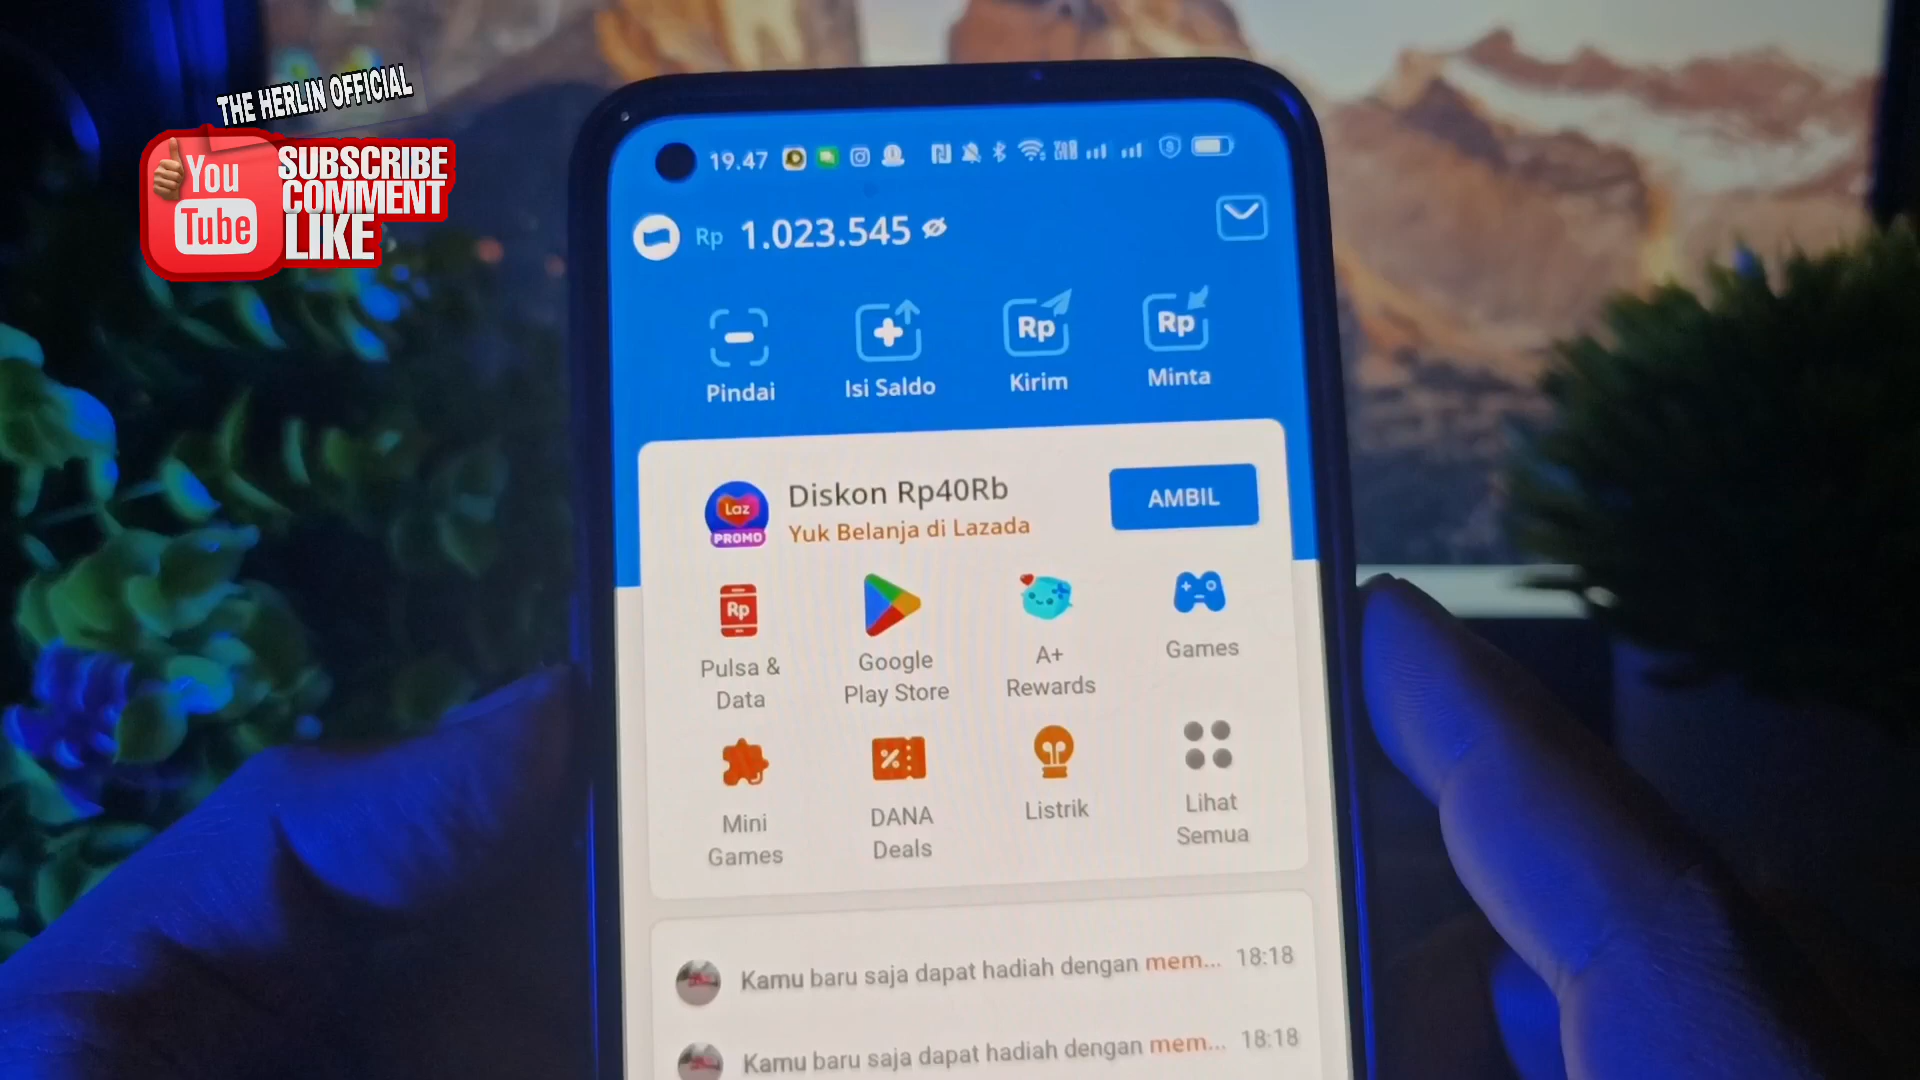 THE HERLIN OFFICIAL
You
Tube
SUBSCRIBE
COMMENT
LIKE
19.47
Rp 1.023.545
Pindai
Isi Saldo
Rp
Kirim
Rp
Minta
Laz
PROMO
Diskon Rp40Rb
Yuk Belanja di Lazada
AMBIL
Rp
Pulsa &
Data
Google
Play Store
A+
Rewards
Games
Mini
Games
DANA
Deals
Listrik
Lihat
Semua
Kamu baru saja dapat hadiah dengan mem... 18:18
Kamu baru saja dapat hadiah dengan mem... 18:18